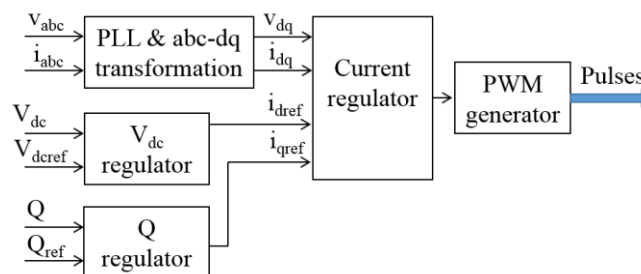 v_abc
i_abc
PLL & abc-dq
transformation
v_dq
i_dq
V_dc
V_dcref
V_dc
regulator
i_dref
i_qref
Q
Q_ref
Q
regulator
Current
regulator
PWM
generator
Pulses